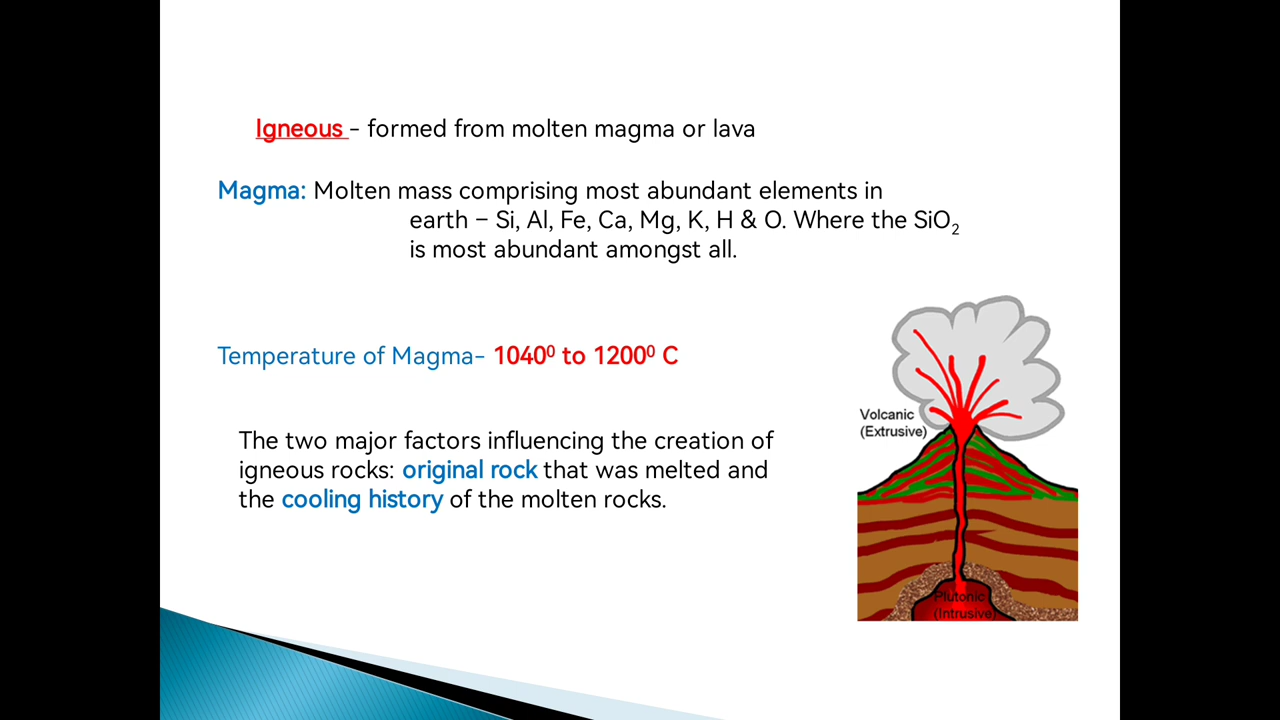 Igneous - formed from molten magma or lava
Magma: Molten mass comprising most abundant elements in
earth – Si, Al, Fe, Ca, Mg, K, H & O. Where the SiO₂
is most abundant amongst all.
Temperature of Magma- 1040⁰ to 1200⁰ C
The two major factors influencing the creation of
igneous rocks: original rock that was melted and
the cooling history of the molten rocks.
Volcanic
(Extrusive)
Plutonic
(Intrusive)